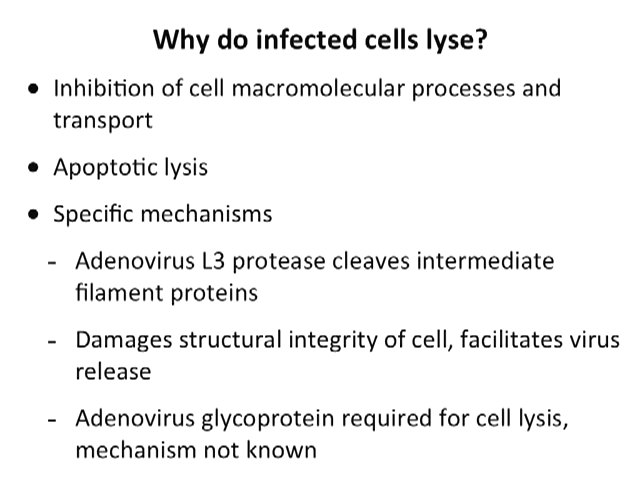 Why do infected cells lyse?
• Inhibition of cell macromolecular processes and
transport
• Apoptotic lysis
• Specific mechanisms
- Adenovirus L3 protease cleaves intermediate
filament proteins
- Damages structural integrity of cell, facilitates virus
release
- Adenovirus glycoprotein required for cell lysis,
mechanism not known